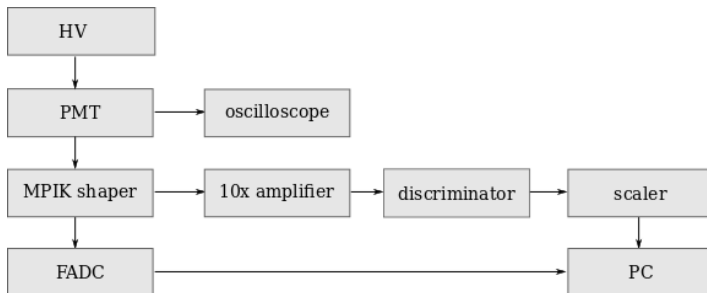 HV
PMT
oscilloscope
MPIK shaper
10x amplifier
discriminator
scaler
FADC
PC